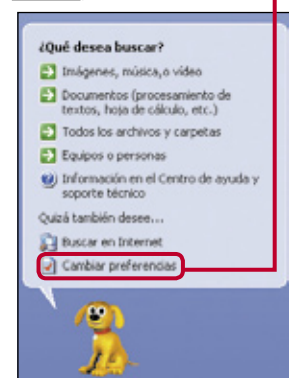 ¿Qué desea buscar?
Imágenes, música,o vídeo
Documentos (procesamiento de
textos, hoja de cálculo, etc.)
Todos los archivos y carpetas
Equipos o personas
Información en el Centro de ayuda y
soporte técnico
Quizá también desee...
Buscar en Internet
Cambiar preferencias